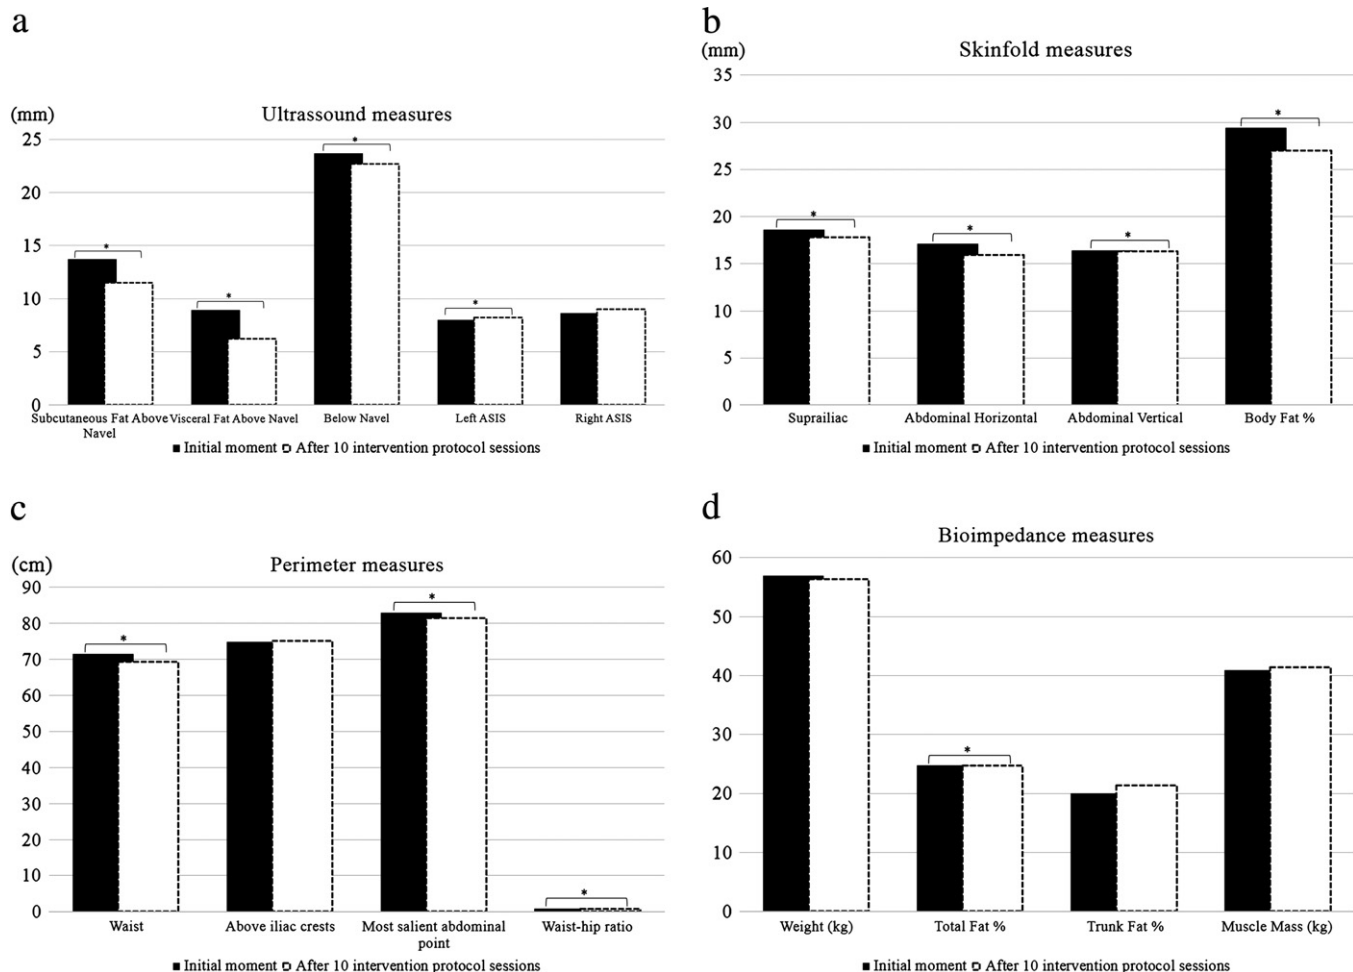 a
Ultrassound measures
(mm)
25
20
15
10
5
0
*
*
*
*
Subcutaneous Fat Above
Navel
Visceral Fat Above Navel
Below Navel
Left ASIS
Right ASIS
Initial moment
After 10 intervention protocol sessions
b
Skinfold measures
(mm)
35
30
25
20
15
10
5
0
*
*
*
*
Suprailiac
Abdominal Horizontal
Abdominal Vertical
Body Fat %
Initial moment
After 10 intervention protocol sessions
c
Perimeter measures
(cm)
90
80
70
60
50
40
30
20
10
0
*
*
*
Waist
Above iliac crests
Most salient abdominal
point
Waist-hip ratio
Initial moment
After 10 intervention protocol sessions
d
Bioimpedance measures
60
50
40
30
20
10
0
*
Weight (kg)
Total Fat %
Trunk Fat %
Muscle Mass (kg)
Initial moment
After 10 intervention protocol sessions